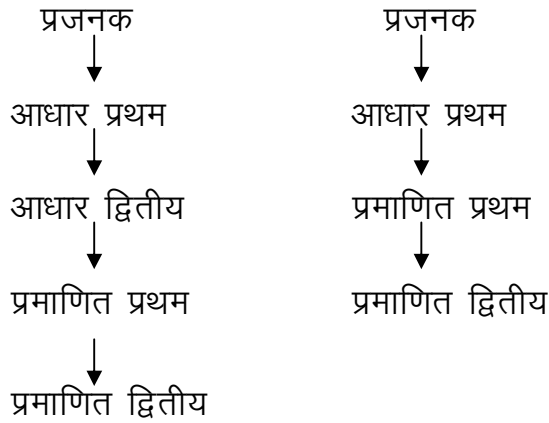 प्रजनक प्रजनक
आधार प्रथम आधार प्रथम
आधार द्वितीय प्रमाणित प्रथम
प्रमाणित प्रथम प्रमाणित द्वितीय
प्रमाणित द्वितीय